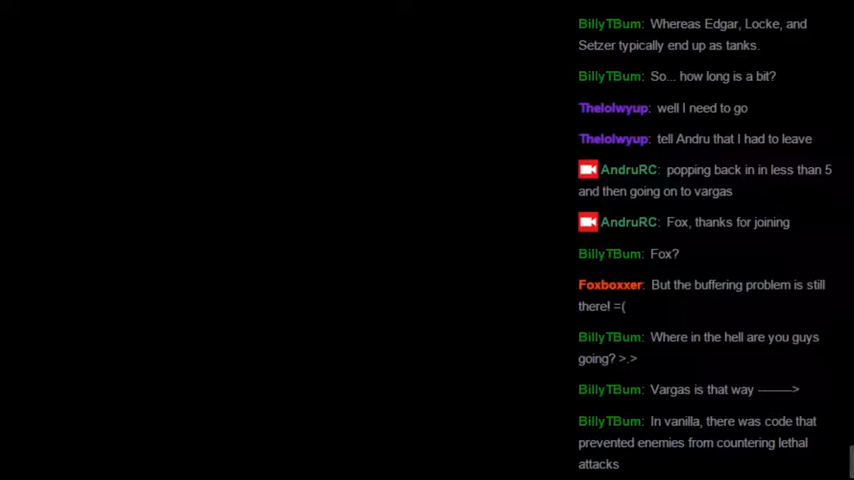 BillyTBum: Whereas Edgar, Locke, and
Setzer typically end up as tanks.
BillyTBum: So... how long is a bit?
Thelolwyup: well I need to go
Thelolwyup: tell Andru that I had to leave
AndruRC: popping back in in less than 5
and then going on to vargas
AndruRC: Fox, thanks for joining
BillyTBum: Fox?
Foxboxxer: But the buffering problem is still
there! =(
BillyTBum: Where in the hell are you guys
going? >.>
BillyTBum: Vargas is that way ------->
BillyTBum: In vanilla, there was code that
prevented enemies from countering lethal
attacks